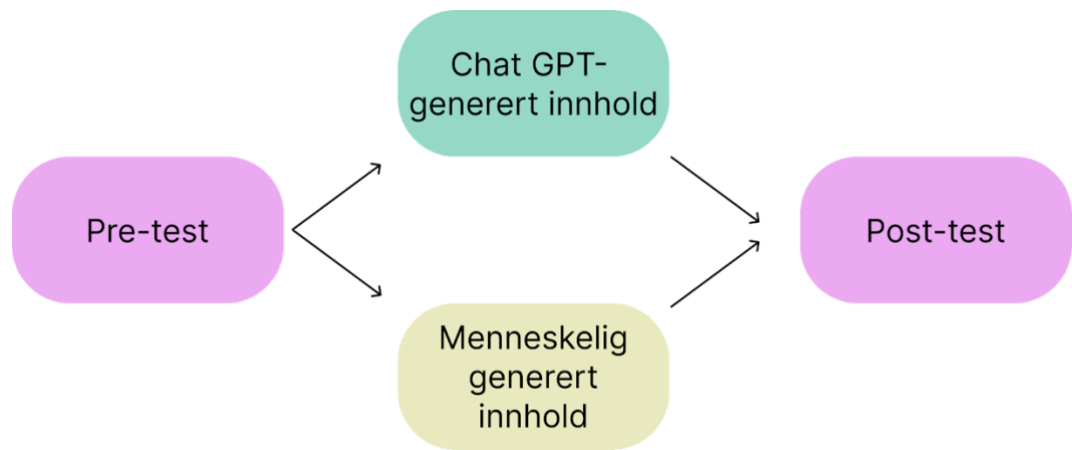 Chat GPT-
generert innhold
Pre-test
Post-test
Menneskelig
generert
innhold